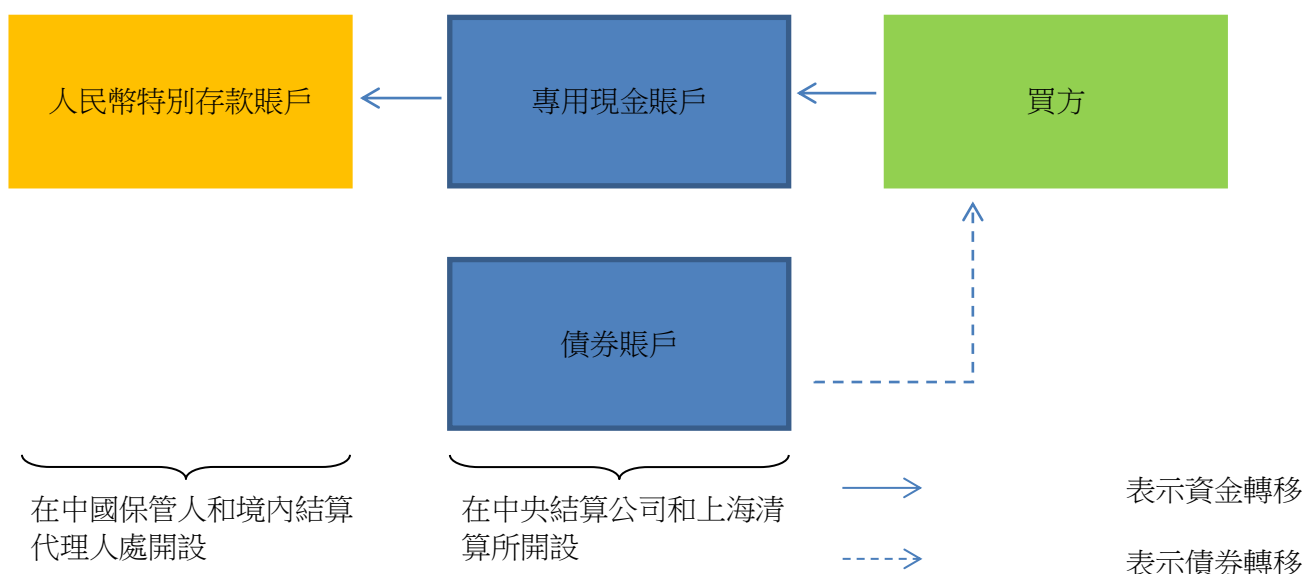 人民幣特別存款賬戶
專用現金賬戶
買方
債券賬戶
在中國保管人和境內結算
代理人處開設
在中央結算公司和上海清
算所開設
表示資金轉移
表示債券轉移